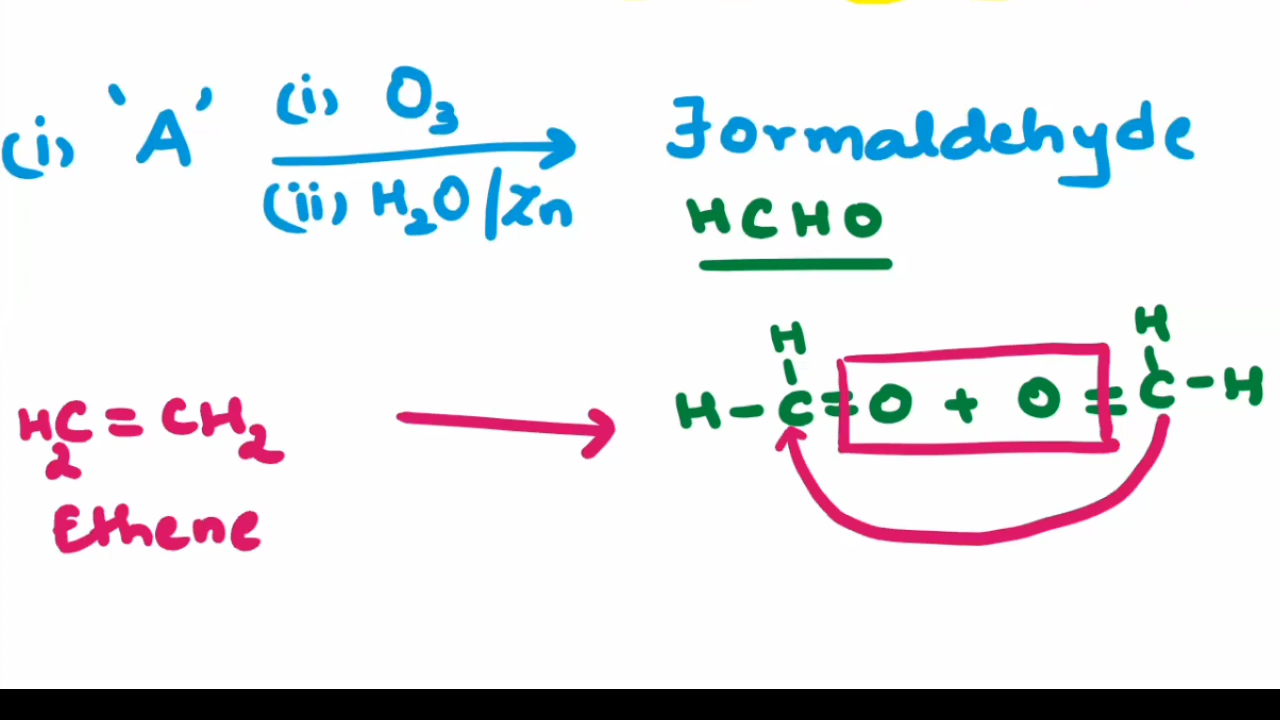 (i) 'A' (i) O₃ Formaldehyde
(ii) H₂O/Zn
HCHO
H H
H-C=O + O=C-H
H₂C=CH₂
Ethene